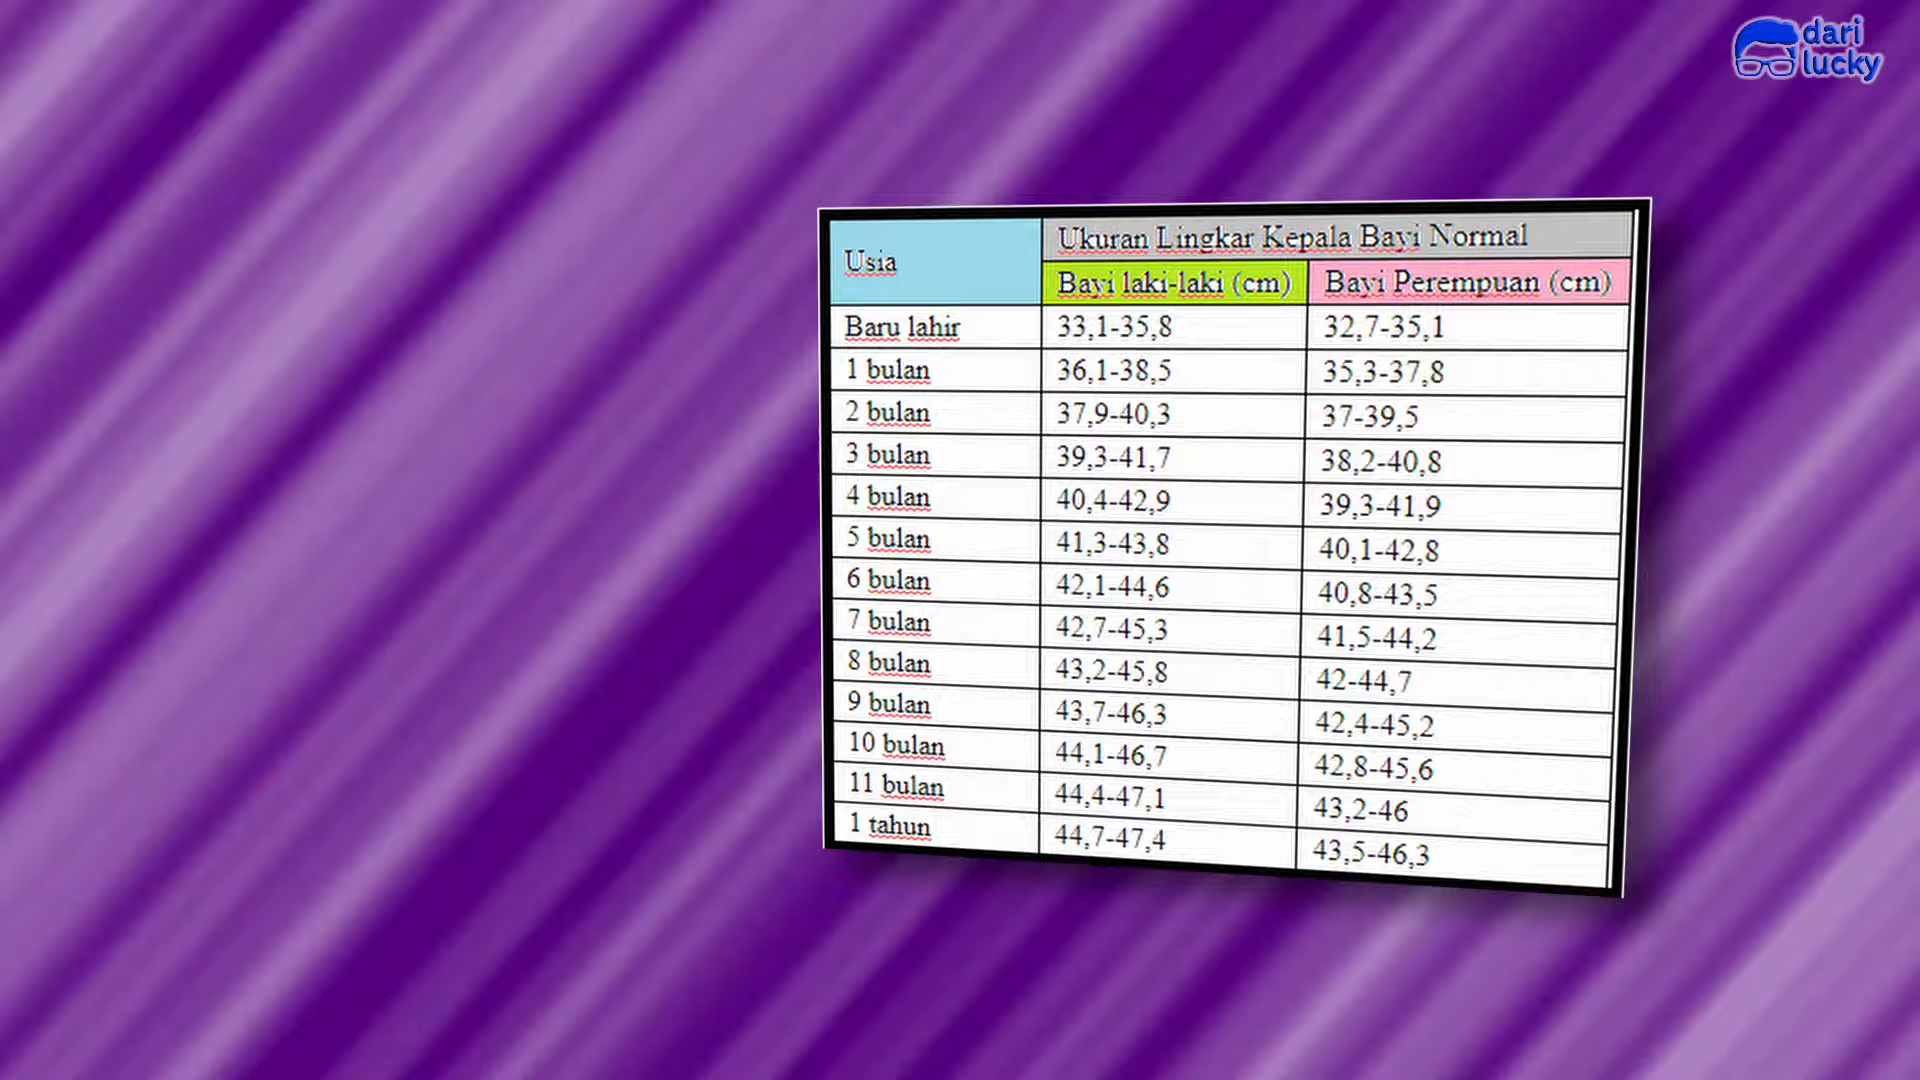 dari
lucky
Usia
Ukuran Lingkar Kepala Bayi Normal
Bayi laki-laki (cm) Bayi Perempuan (cm)
Baru lahir 33,1-35,8 32,7-35,1
1 bulan 36,1-38,5 35,3-37,8
2 bulan 37,9-40,3 37-39,5
3 bulan 39,3-41,7 38,2-40,8
4 bulan 40,4-42,9 39,3-41,9
5 bulan 41,3-43,8 40,1-42,8
6 bulan 42,1-44,6 40,8-43,5
7 bulan 42,7-45,3 41,5-44,2
8 bulan 43,2-45,8 42-44,7
9 bulan 43,7-46,3 42,4-45,2
10 bulan 44,1-46,7 42,8-45,6
11 bulan 44,4-47,1 43,2-46
1 tahun 44,7-47,4 43,5-46,3